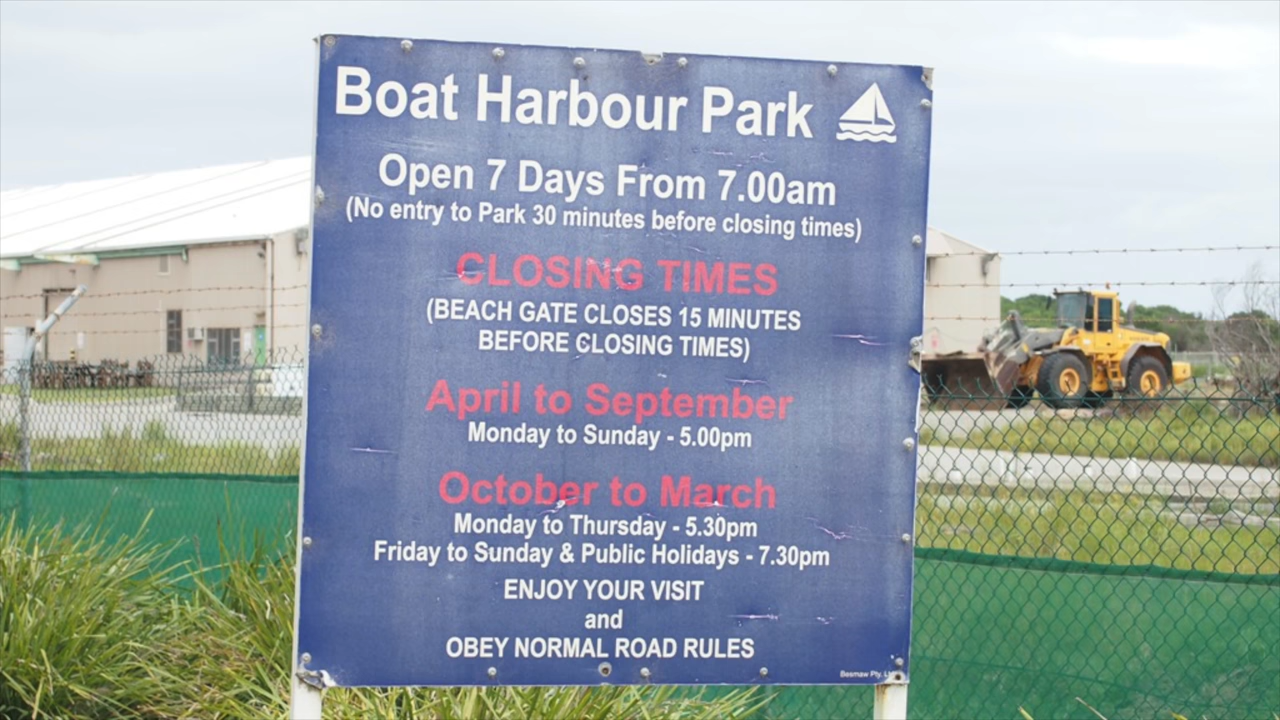 Boat Harbour Park
Open 7 Days From 7.00am
(No entry to Park 30 minutes before closing times)
CLOSING TIMES
(BEACH GATE CLOSES 15 MINUTES
BEFORE CLOSING TIMES)
April to September
Monday to Sunday - 5.00pm
October to March
Monday to Thursday - 5.30pm
Friday to Sunday & Public Holidays - 7.30pm
ENJOY YOUR VISIT
and
OBEY NORMAL ROAD RULES
Besmaw Pty.